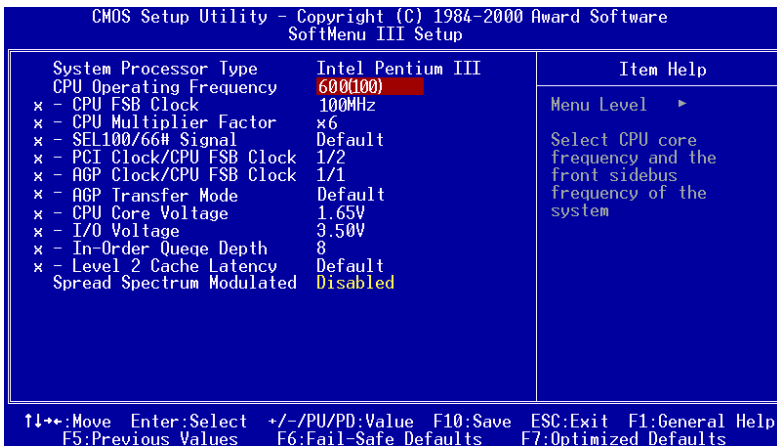 CMOS Setup Utility – Copyright (C) 1984-2000 Award Software
SoftMenu III Setup
System Processor Type Intel Pentium III
CPU Operating Frequency 600(100)
x - CPU FSB Clock 100MHz
x - CPU Multiplier Factor x6
x - SEL100/66# Signal Default
x - PCI Clock/CPU FSB Clock 1/2
x - AGP Clock/CPU FSB Clock 1/1
x - AGP Transfer Mode Default
x - CPU Core Voltage 1.65V
x - I/O Voltage 3.50V
x - In-Order Queqe Depth 8
x - Level 2 Cache Latency Default
Spread Spectrum Modulated Disabled
Item Help
Menu Level ►
Select CPU core
frequency and the
front sidebus
frequency of the
system
↑↓→←:Move Enter:Select +/-/PU/PD:Value F10:Save ESC:Exit F1:General Help
F5:Previous Values F6:Fail-Safe Defaults F7:Optimized Defaults